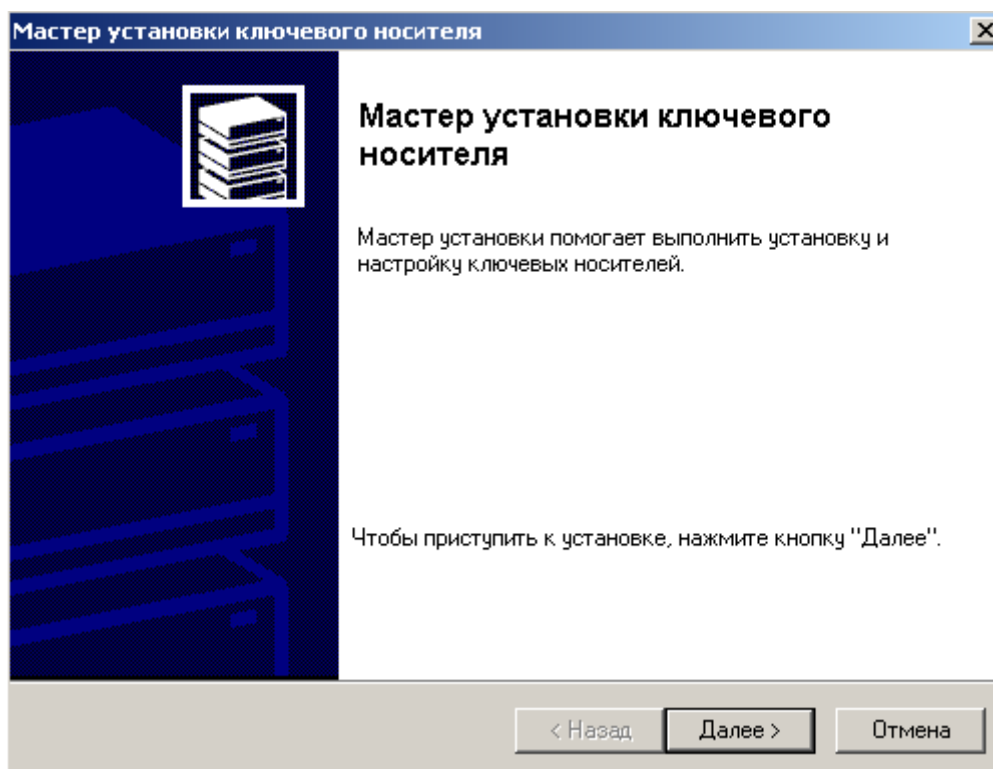 Мастер установки ключевого носителя
Мастер установки ключевого
носителя
Мастер установки помогает выполнить установку и
настройку ключевых носителей.
Чтобы приступить к установке, нажмите кнопку "Далее".
< Назад
Далее >
Отмена